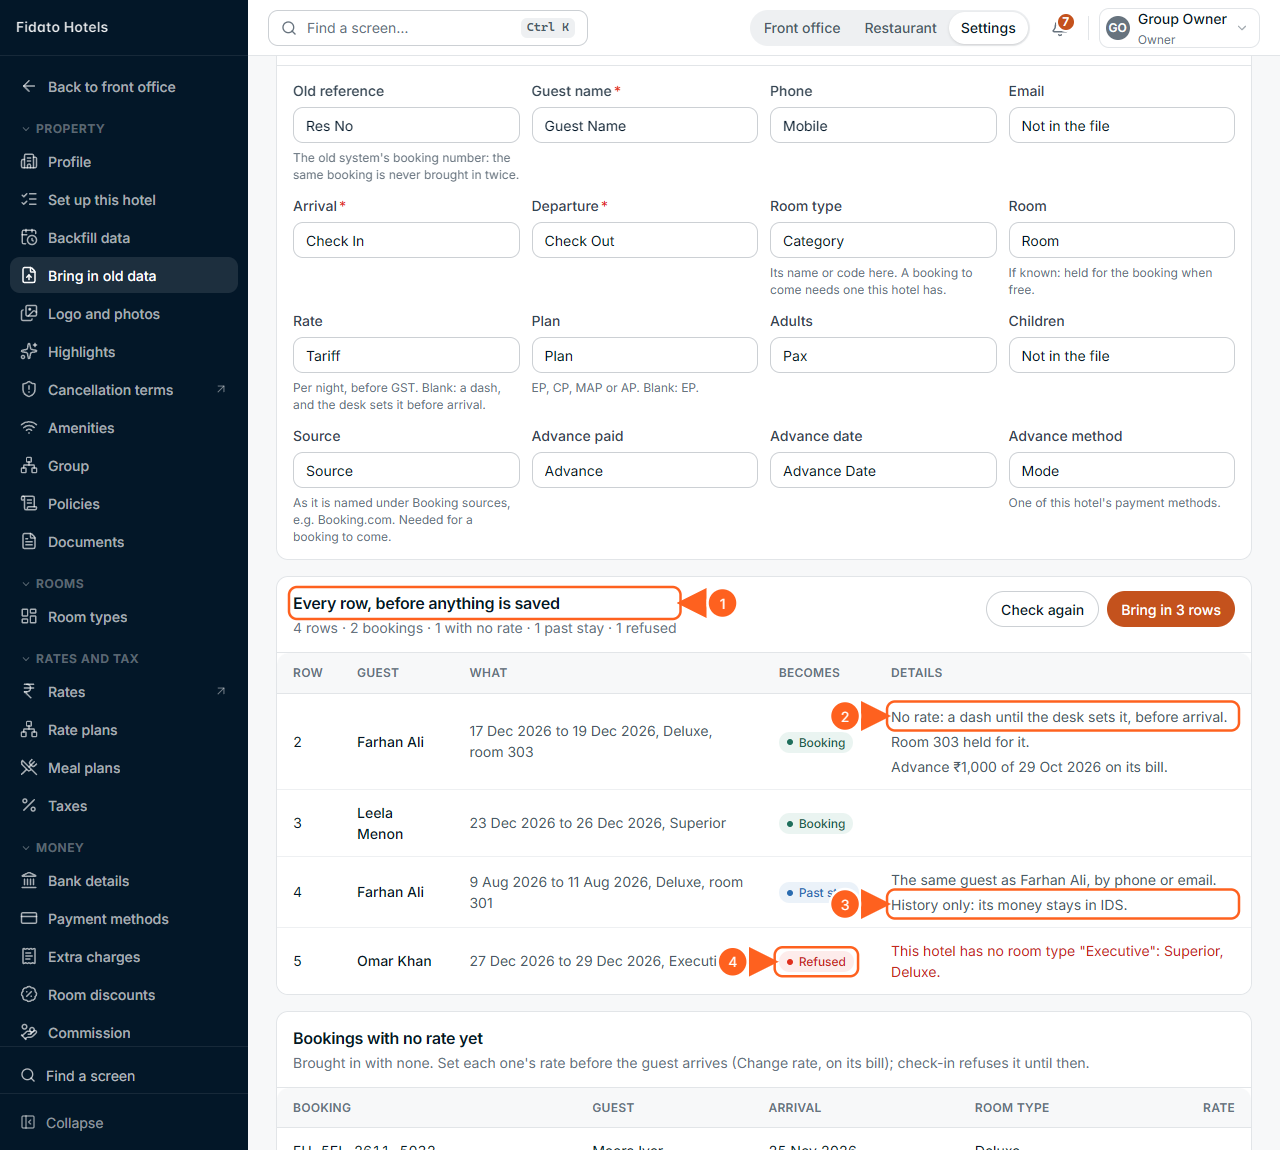 Fidato Hotels
Find a screen...
Ctrl K
Front office
Restaurant
Settings
7
GO
Group Owner
Owner
Back to front office
PROPERTY
Profile
Set up this hotel
Backfill data
Bring in old data
Logo and photos
Highlights
Cancellation terms
Amenities
Group
Policies
Documents
ROOMS
Room types
RATES AND TAX
Rates
Rate plans
Meal plans
Taxes
MONEY
Bank details
Payment methods
Extra charges
Room discounts
Commission
Find a screen
Collapse
Old reference
Guest name *
Phone
Email
Res No
Guest Name
Mobile
Not in the file
The old system's booking number: the
same booking is never brought in twice.
Arrival *
Departure *
Room type
Room
Check In
Check Out
Category
Room
Its name or code here. A booking to
come needs one this hotel has.
If known: held for the booking when
free.
Rate
Plan
Adults
Children
Tariff
Plan
Pax
Not in the file
Per night, before GST. Blank: a dash,
and the desk sets it before arrival.
EP, CP, MAP or AP. Blank: EP.
Source
Advance paid
Advance date
Advance method
Source
Advance
Advance Date
Mode
As it is named under Booking sources,
e.g. Booking.com. Needed for a
booking to come.
One of this hotel's payment methods.
Every row, before anything is saved
1
4 rows · 2 bookings · 1 with no rate · 1 past stay · 1 refused
Check again
Bring in 3 rows
ROW
GUEST
WHAT
BECOMES
DETAILS
2
Farhan Ali
17 Dec 2026 to 19 Dec 2026, Deluxe,
room 303
Booking
2
No rate: a dash until the desk sets it, before arrival.
Room 303 held for it.
Advance ₹1,000 of 29 Oct 2026 on its bill.
3
Leela
Menon
23 Dec 2026 to 26 Dec 2026, Superior
Booking
4
Farhan Ali
9 Aug 2026 to 11 Aug 2026, Deluxe, room
301
Past
3
The same guest as Farhan Ali, by phone or email.
History only: its money stays in IDS.
5
Omar Khan
27 Dec 2026 to 29 Dec 2026, Executi
4
Refused
This hotel has no room type "Executive": Superior,
Deluxe.
Bookings with no rate yet
Brought in with none. Set each one's rate before the guest arrives (Change rate, on its bill); check-in refuses it until then.
BOOKING
GUEST
ARRIVAL
ROOM TYPE
RATE